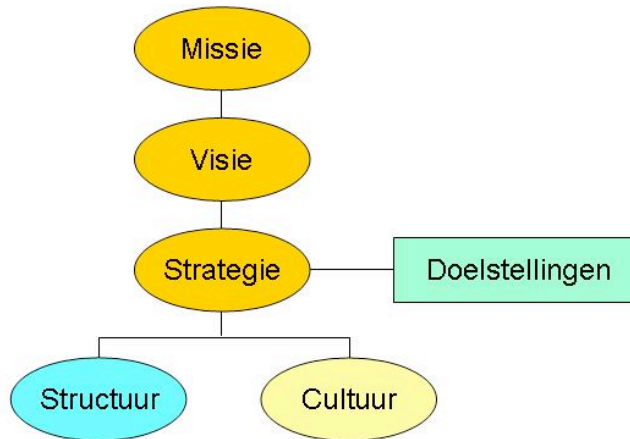 Missie
Visie
Strategie
Doelstellingen
Structuur
Cultuur